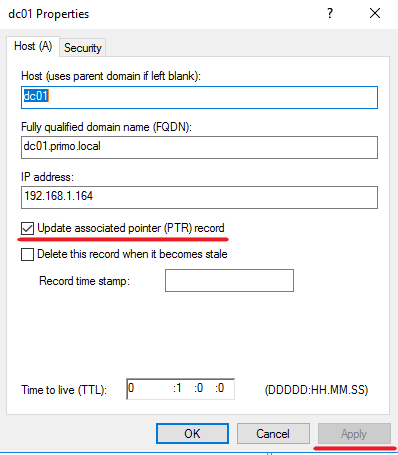 dc01 Properties
Host (A) Security
Host (uses parent domain if left blank):
dc01
Fully qualified domain name (FQDN):
dc01.primo.local
IP address:
192.168.1.164
Update associated pointer (PTR) record
Delete this record when it becomes stale
Record time stamp:
Time to live (TTL): 0 :1 :0 :0 (DDDDD:HH.MM.SS)
OK Cancel Apply